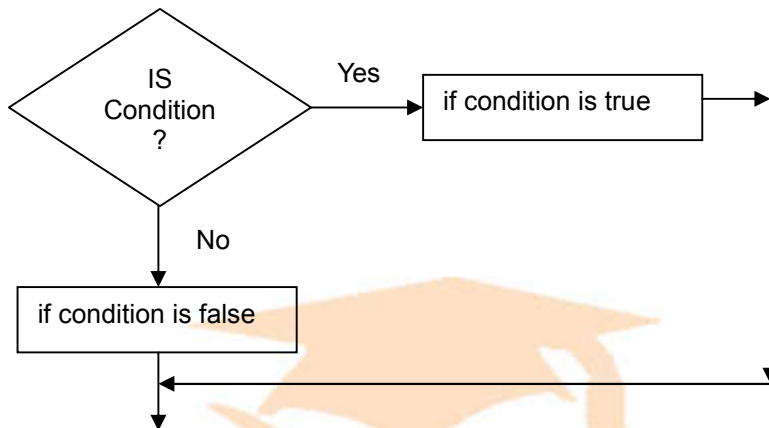 IS
Condition
?
Yes
if condition is true
No
if condition is false